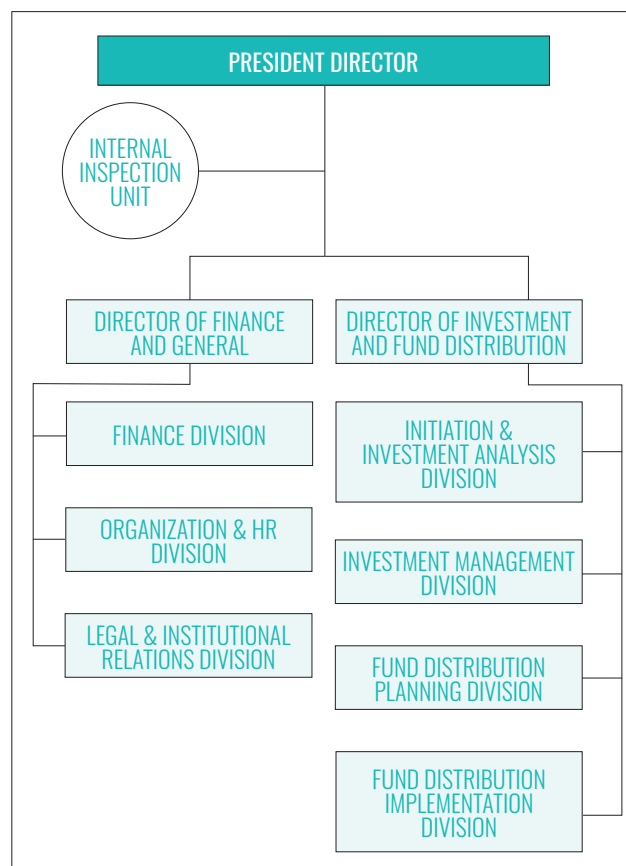 PRESIDENT DIRECTOR
INTERNAL
INSPECTION
UNIT
DIRECTOR OF FINANCE
AND GENERAL
DIRECTOR OF INVESTMENT
AND FUND DISTRIBUTION
FINANCE DIVISION
ORGANIZATION & HR
DIVISION
LEGAL & INSTITUTIONAL
RELATIONS DIVISION
INITIATION &
INVESTMENT ANALYSIS
DIVISION
INVESTMENT MANAGEMENT
DIVISION
FUND DISTRIBUTION
PLANNING DIVISION
FUND DISTRIBUTION
IMPLEMENTATION
DIVISION